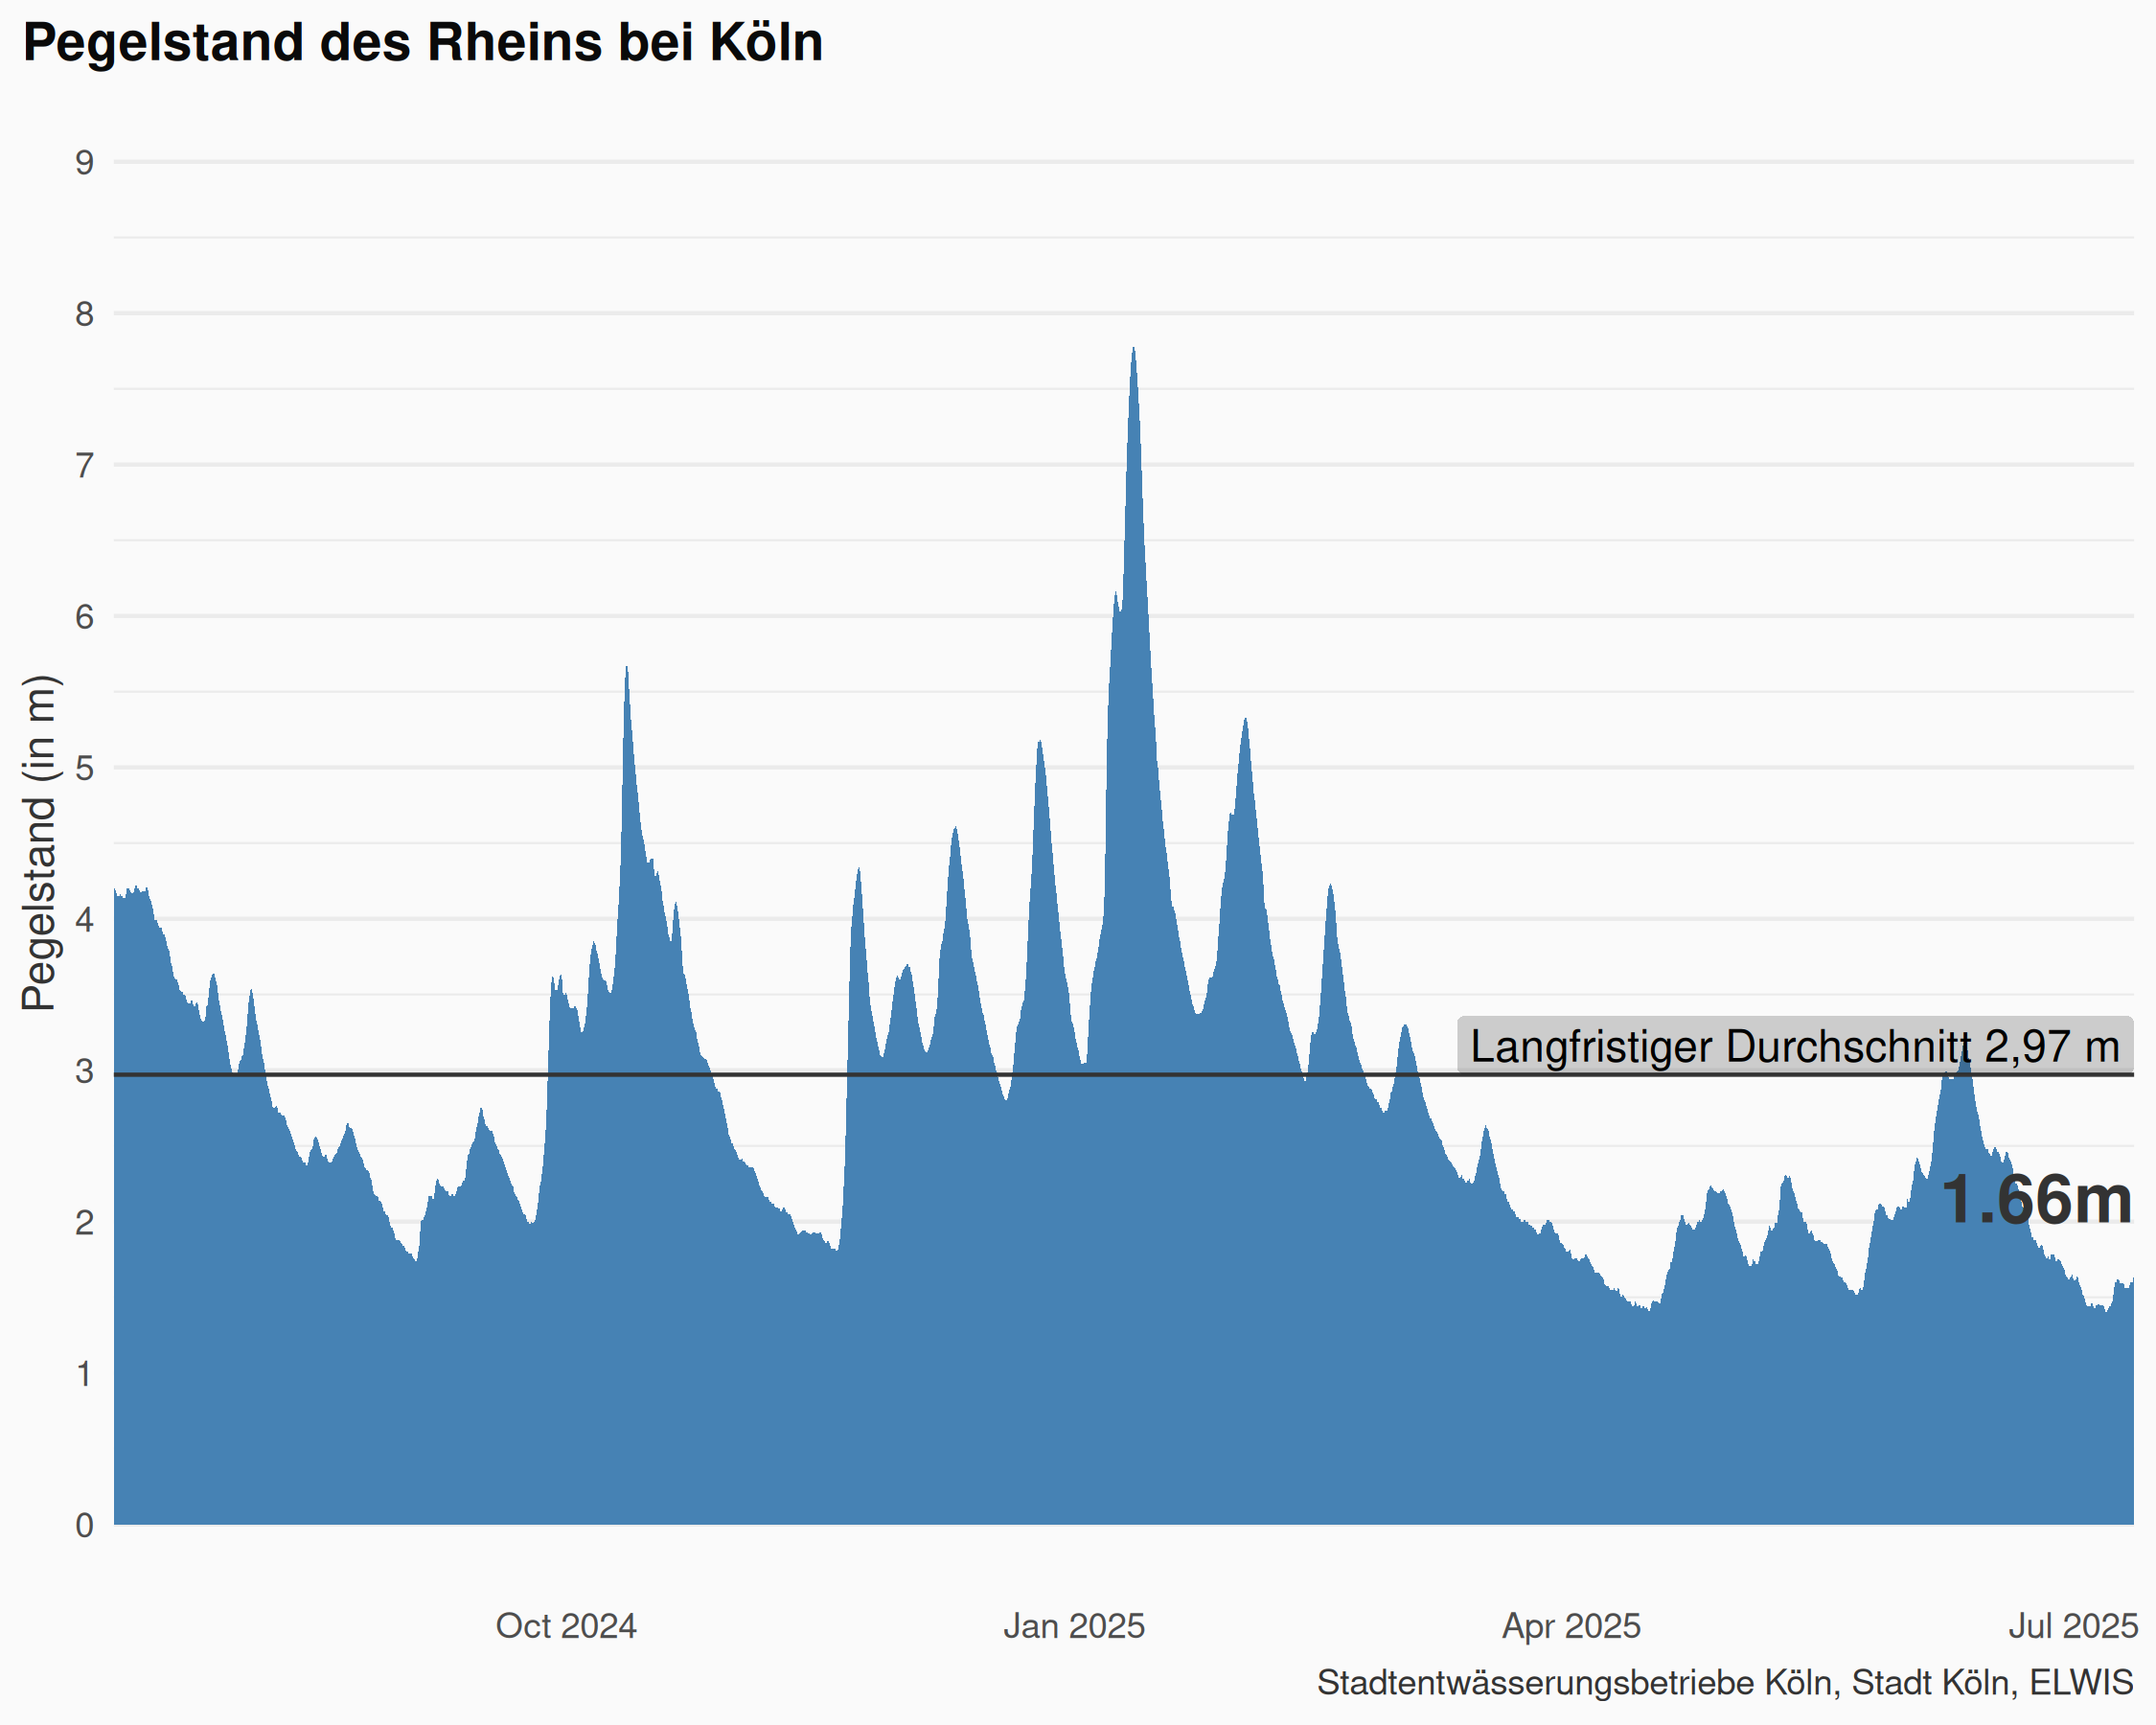 Pegelstand des Rheins bei Köln
Pegelstand (in m)
9
8
7
6
5
4
3
2
1
0
Langfristiger Durchschnitt 2,97 m
1.66m
Oct 2024
Jan 2025
Apr 2025
Jul 2025
Stadtentwässerungsbetriebe Köln, Stadt Köln, ELWIS